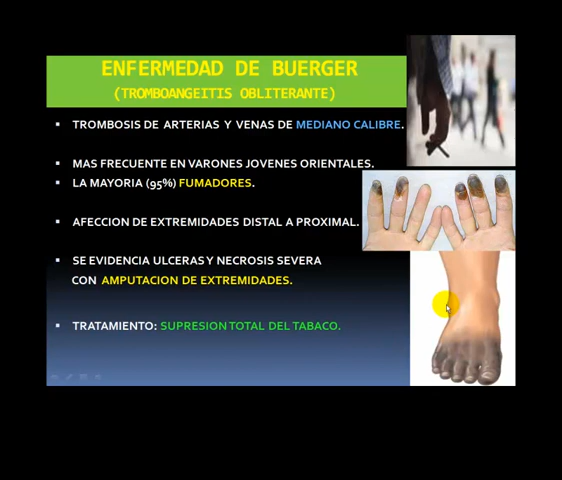 ENFERMEDAD DE BUERGER
(TROMBOANGEITIS OBLITERANTE)
▪ TROMBOSIS DE ARTERIAS Y VENAS DE MEDIANO CALIBRE.
▪ MAS FRECUENTE EN VARONES JOVENES ORIENTALES.
▪ LA MAYORIA (95%) FUMADORES.
▪ AFECCION DE EXTREMIDADES DISTAL A PROXIMAL.
▪ SE EVIDENCIA ULCERAS Y NECROSIS SEVERA
CON AMPUTACION DE EXTREMIDADES.
▪ TRATAMIENTO: SUPRESION TOTAL DEL TABACO.